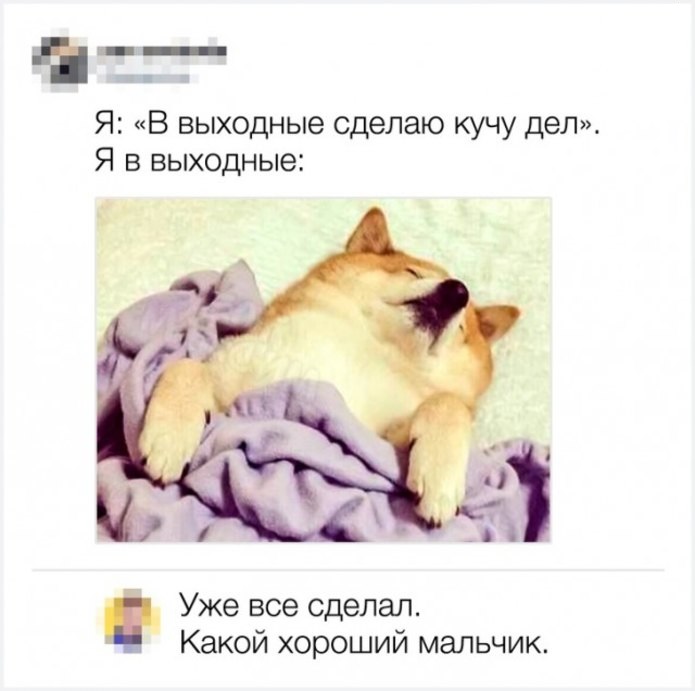 Я: «В выходные сделаю кучу дел».
Я в выходные:
Уже все сделал.
Какой хороший мальчик.